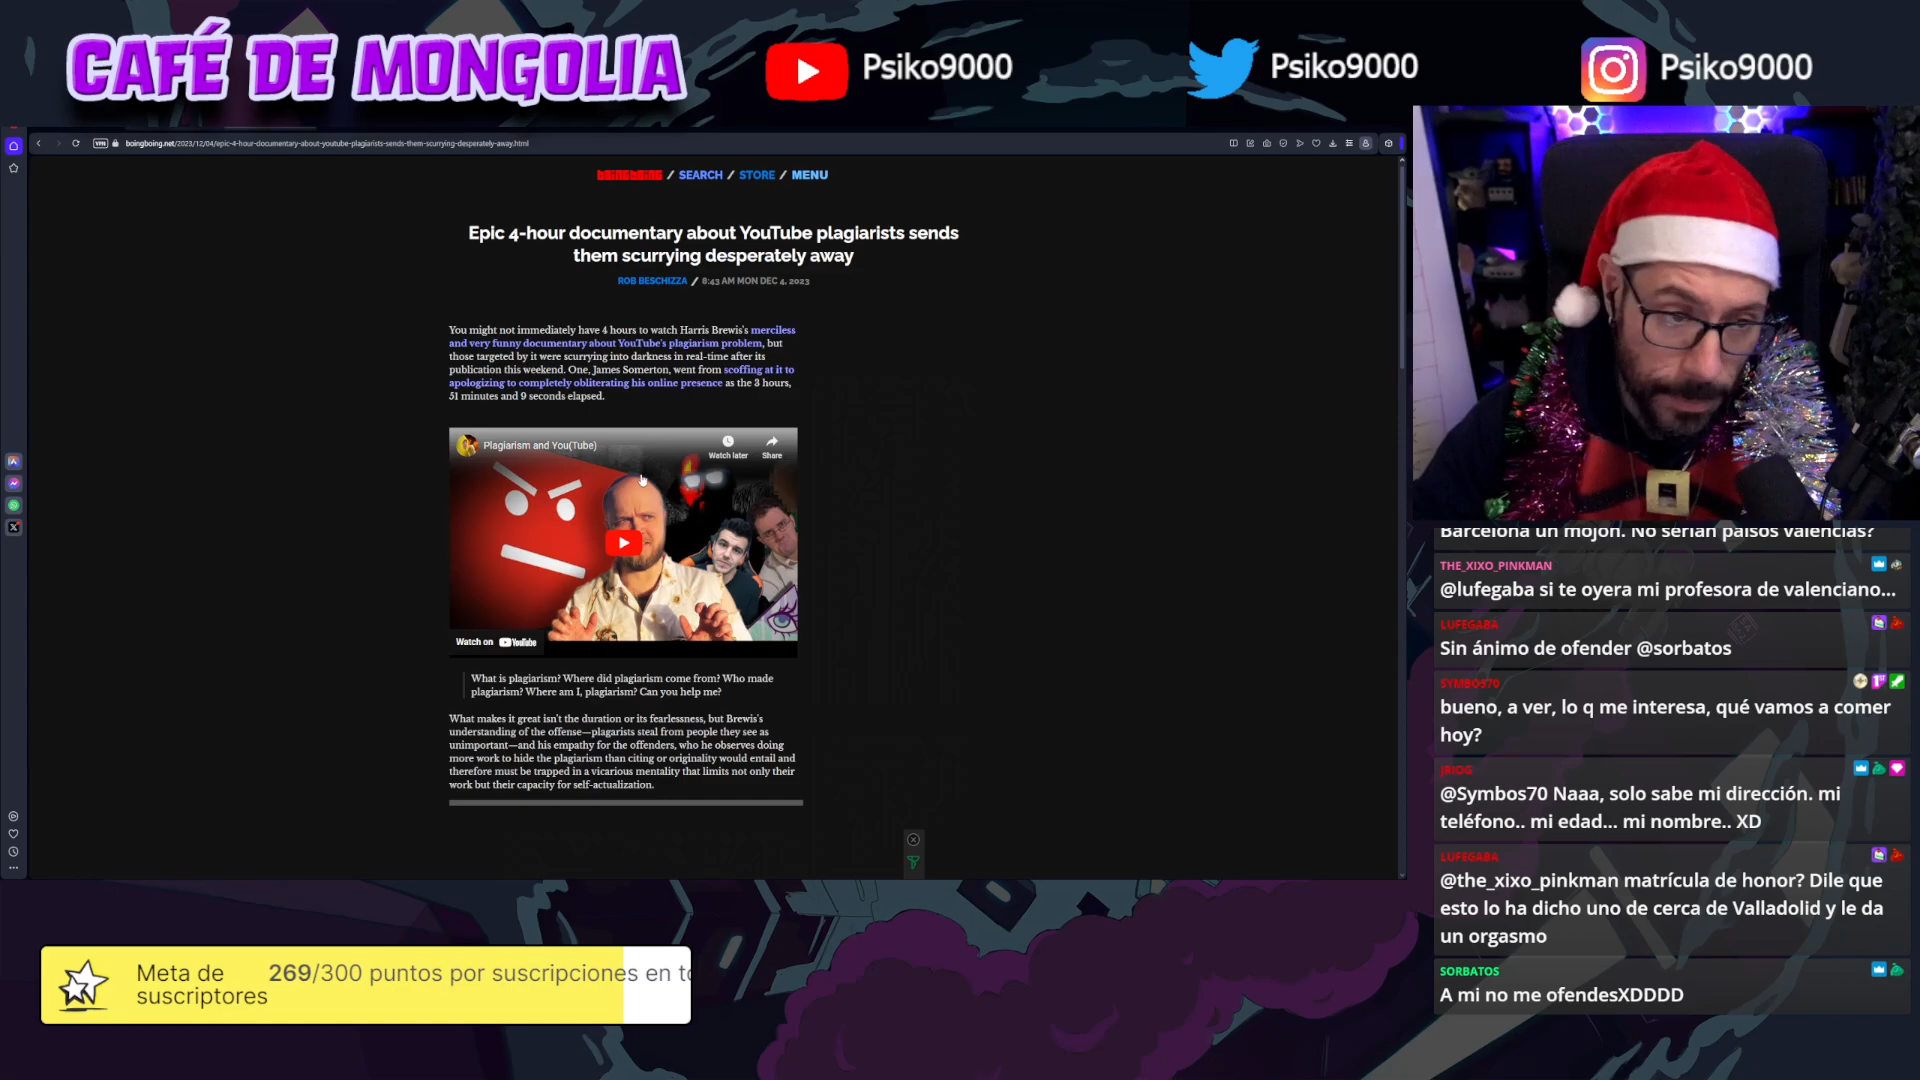 CAFÉ DE MONGOLIA
Psiko9000
Psiko9000
Psiko9000
VPN
boingboing.net/2023/12/04/epic-4-hour-documentary-about-youtube-plagiarists-sends-them-scurrying-desperately-away.html
boingboing / SEARCH / STORE / MENU
Epic 4-hour documentary about YouTube plagiarists sends
them scurrying desperately away
ROB BESCHIZZA / 8:43 AM MON DEC 4, 2023
You might not immediately have 4 hours to watch Harris Brewis's merciless
and very funny documentary about YouTube's plagiarism problem, but
those targeted by it were scurrying into darkness in real-time after its
publication this weekend. One, James Somerton, went from scoffing at it to
apologizing to completely obliterating his online presence as the 3 hours,
51 minutes and 9 seconds elapsed.
Plagiarism and You(Tube)
Watch later
Share
Watch on YouTube
What is plagiarism? Where did plagiarism come from? Who made
plagiarism? Where am I, plagiarism? Can you help me?
What makes it great isn't the duration or its fearlessness, but Brewis's
understanding of the offense—plagiarists steal from people they see as
unimportant—and his empathy for the offenders, who he observes doing
more work to hide the plagiarism than citing or originality would entail and
therefore must be trapped in a vicarious mentality that limits not only their
work but their capacity for self-actualization.
Barcelona un mojón. No serían països valencias?
THE_XIXO_PINKMAN
@lufegaba si te oyera mi profesora de valenciano...
LUFEGABA
Sin ánimo de ofender @sorbatos
SYMBOS70
bueno, a ver, lo q me interesa, qué vamos a comer
hoy?
JRIOG
@Symbos70 Naaa, solo sabe mi dirección. mi
teléfono.. mi edad... mi nombre.. XD
LUFEGABA
@the_xixo_pinkman matrícula de honor? Dile que
esto lo ha dicho uno de cerca de Valladolid y le da
un orgasmo
SORBATOS
A mi no me ofendesXDDDD
Meta de
suscriptores
269/300 puntos por suscripciones en to